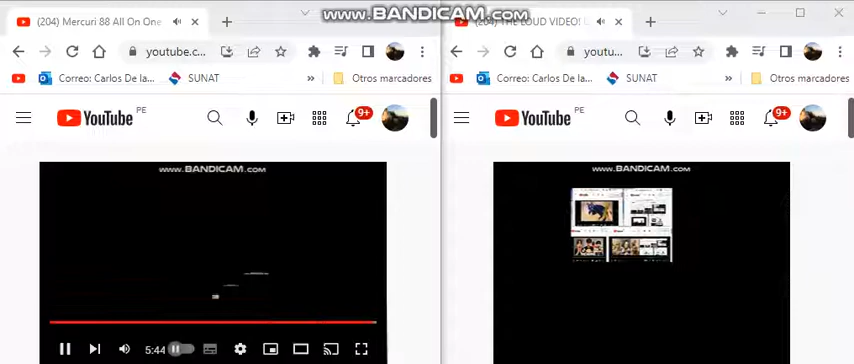 www.BANDICAM.com
(204) Mercuri 88 All On One
(204) THE LOUD VIDEO! L
youtube.c...
youtu...
Correo: Carlos De la...
SUNAT
»
Otros marcadores
Correo: Carlos De las...
SUNAT
»
Otros marcadores
YouTube PE
9+
YouTube PE
9+
www.BANDICAM.com
www.BANDICAM.com
5:44